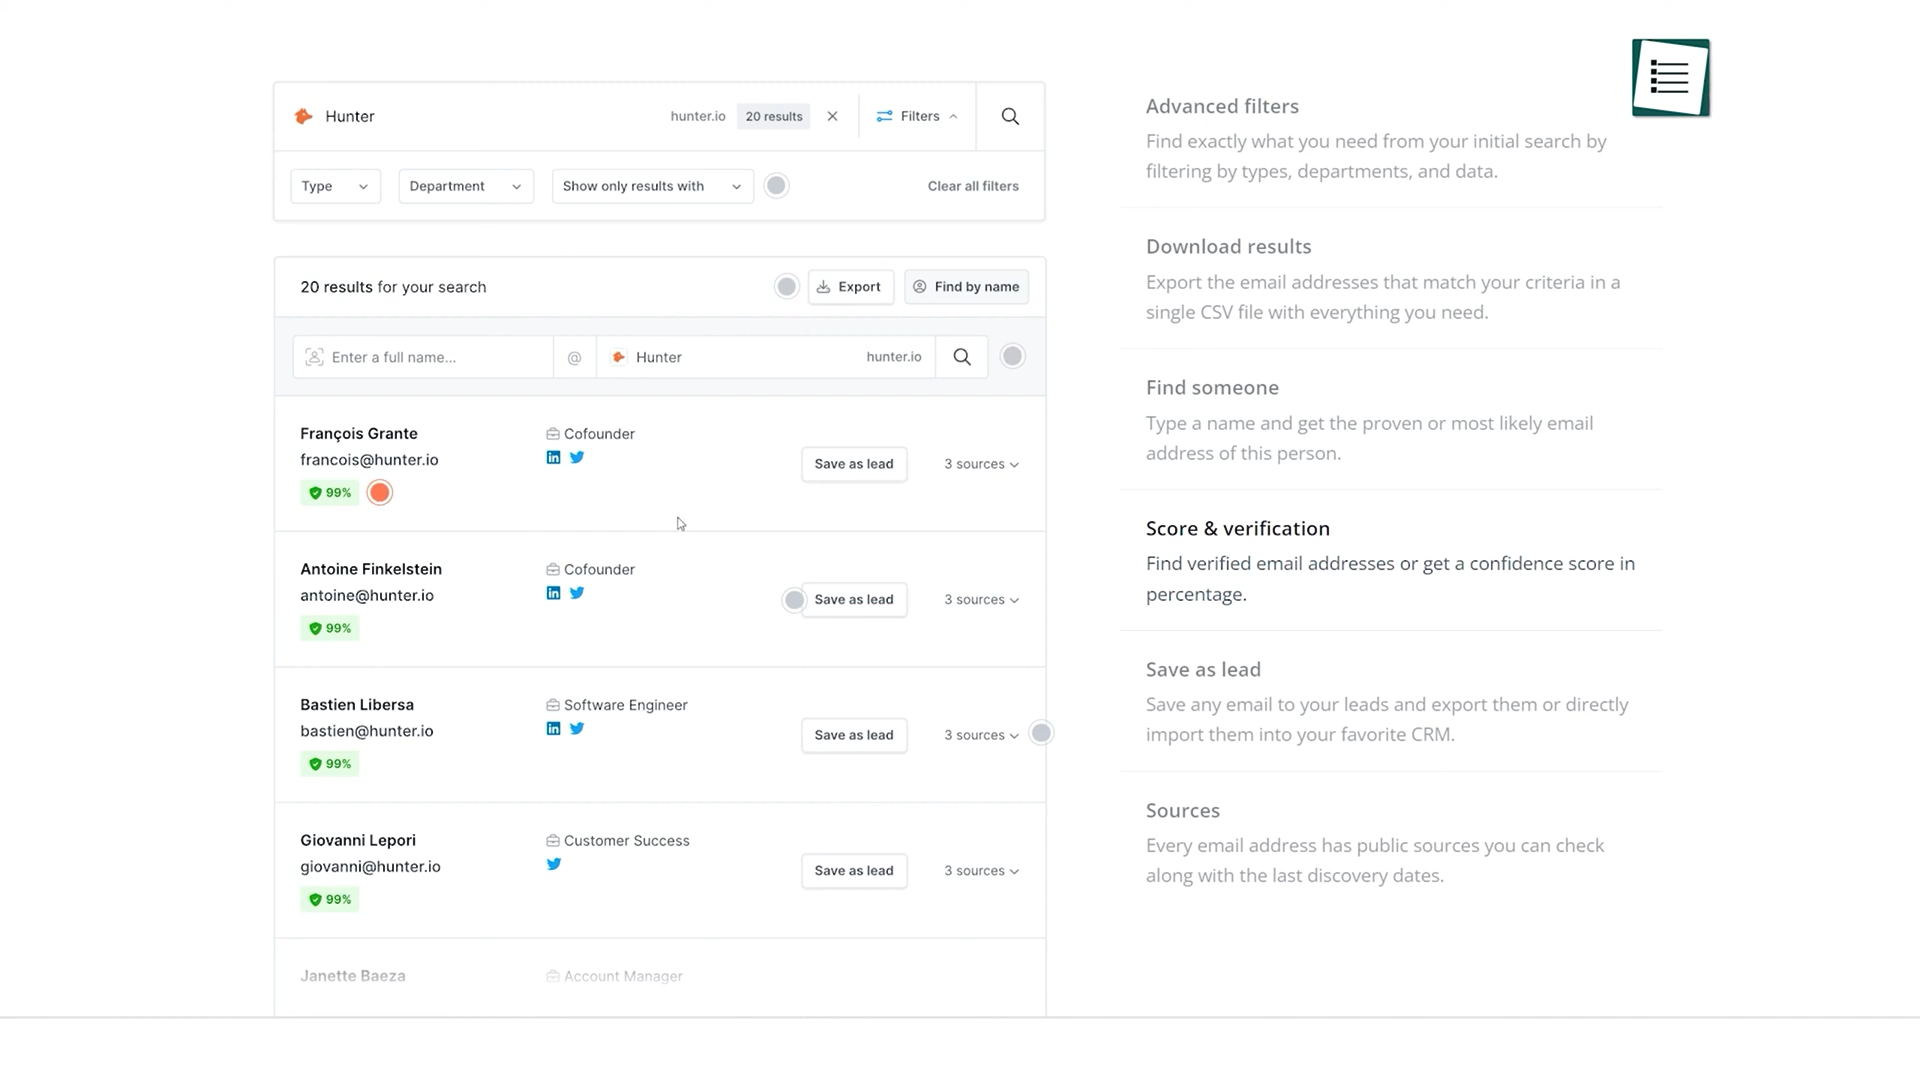 Hunter
hunter.io
20 results
Filters
Type
Department
Show only results with
Clear all filters
20 results for your search
Export
Find by name
Enter a full name...
@
Hunter
hunter.io
François Grante
francois@hunter.io
99%
Cofounder
Save as lead
3 sources
Antoine Finkelstein
antoine@hunter.io
99%
Cofounder
Save as lead
3 sources
Bastien Libersa
bastien@hunter.io
99%
Software Engineer
Save as lead
3 sources
Giovanni Lepori
giovanni@hunter.io
99%
Customer Success
Save as lead
3 sources
Janette Baeza
Account Manager
Advanced filters
Find exactly what you need from your initial search by
filtering by types, departments, and data.
Download results
Export the email addresses that match your criteria in a
single CSV file with everything you need.
Find someone
Type a name and get the proven or most likely email
address of this person.
Score & verification
Find verified email addresses or get a confidence score in
percentage.
Save as lead
Save any email to your leads and export them or directly
import them into your favorite CRM.
Sources
Every email address has public sources you can check
along with the last discovery dates.